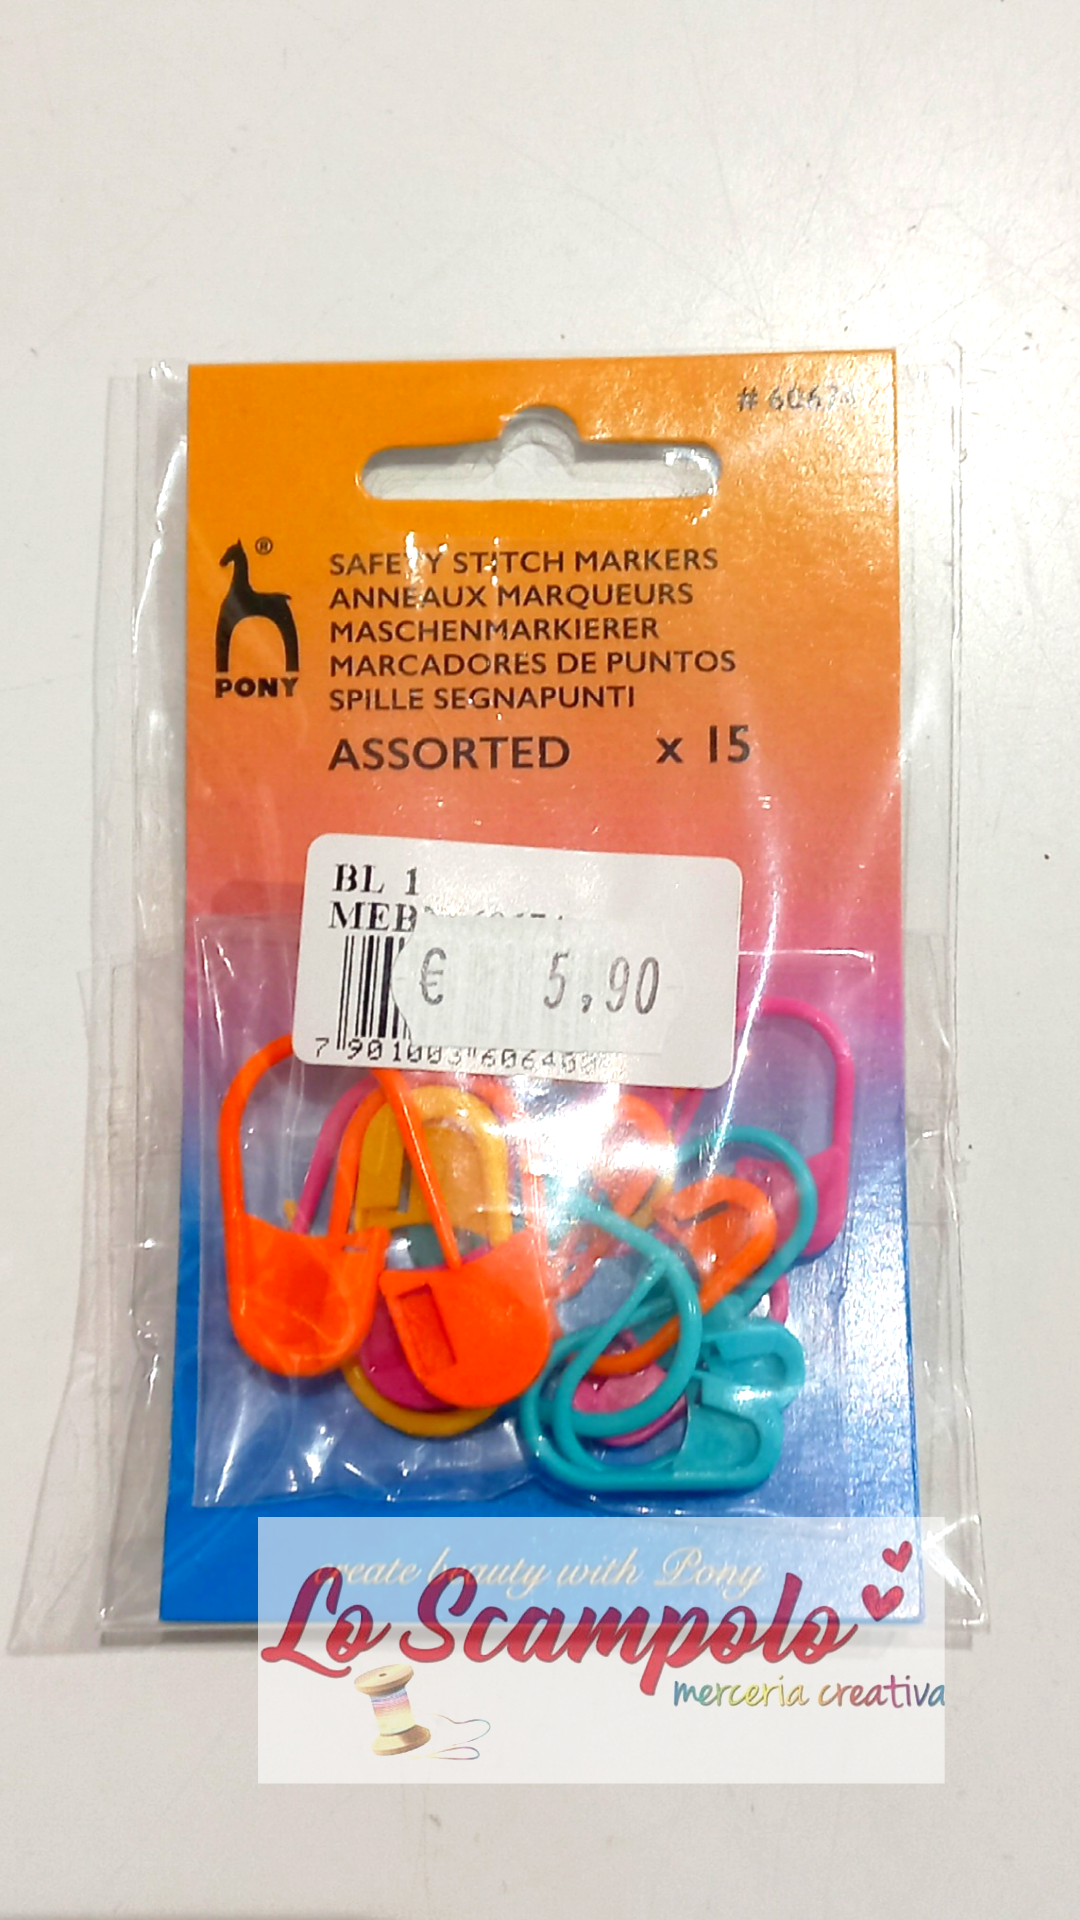 ®
PONY
SAFETY STITCH MARKERS
ANNEAUX MARQUEURS
MASCHENMARKIERER
MARCADORES DE PUNTOS
SPILLE SEGNAPUNTI
ASSORTED x 15
BL 1
€ 5,90
create beauty with Pony
Lo Scampolo
merceria creativa